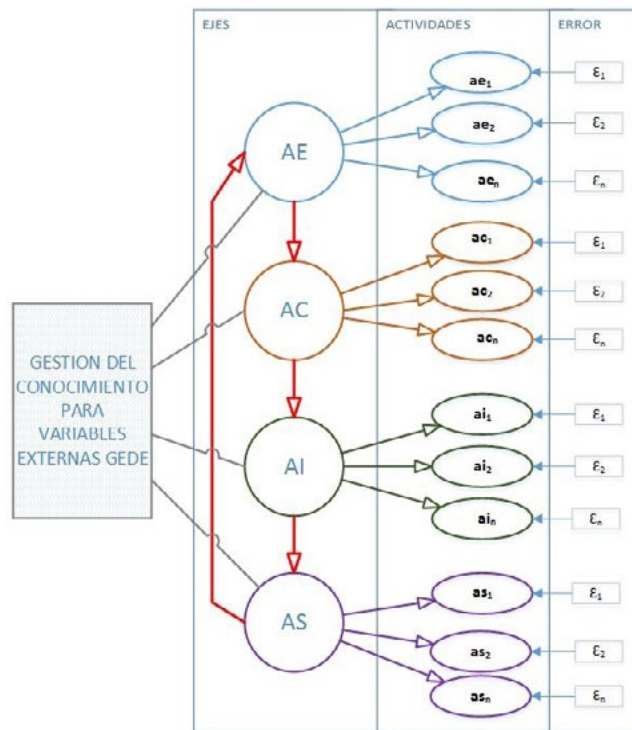 EJES
ACTIVIDADES
ERROR
AE
ae1
ε1
ae2
ε2
aen
εn
AC
ac1
ε1
ac2
ε2
acn
εn
GESTION DEL
CONOCIMIENTO
PARA
VARIABLES
EXTERNAS GEDE
AI
ai1
ε1
ai2
ε2
ain
εn
AS
as1
ε1
as2
ε2
asn
εn